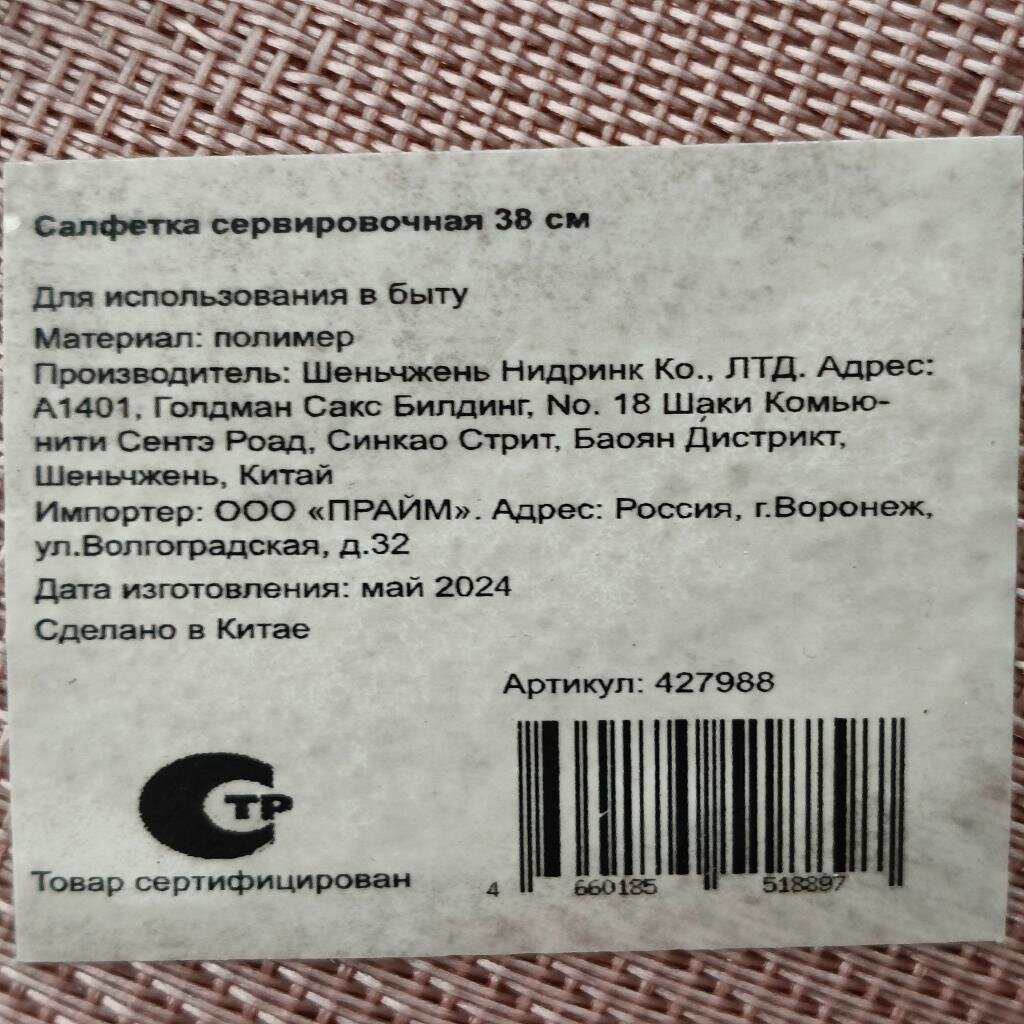 Салфетка сервировочная 38 см
Для использования в быту
Материал: полимер
Производитель: Шеньчжень Нидринк Ко., ЛТД. Адрес:
А1401, Голдман Сакс Билдинг, No. 18 Шаки Комью-
нити Сентэ Роад, Синкао Стрит, Баоян Дистрикт,
Шеньчжень, Китай
Импортер: ООО «ПРАЙМ». Адрес: Россия, г.Воронеж,
ул.Волгоградская, д.32
Дата изготовления: май 2024
Сделано в Китае
Артикул: 427988
СТР
Товар сертифицирован
4 660185 518897